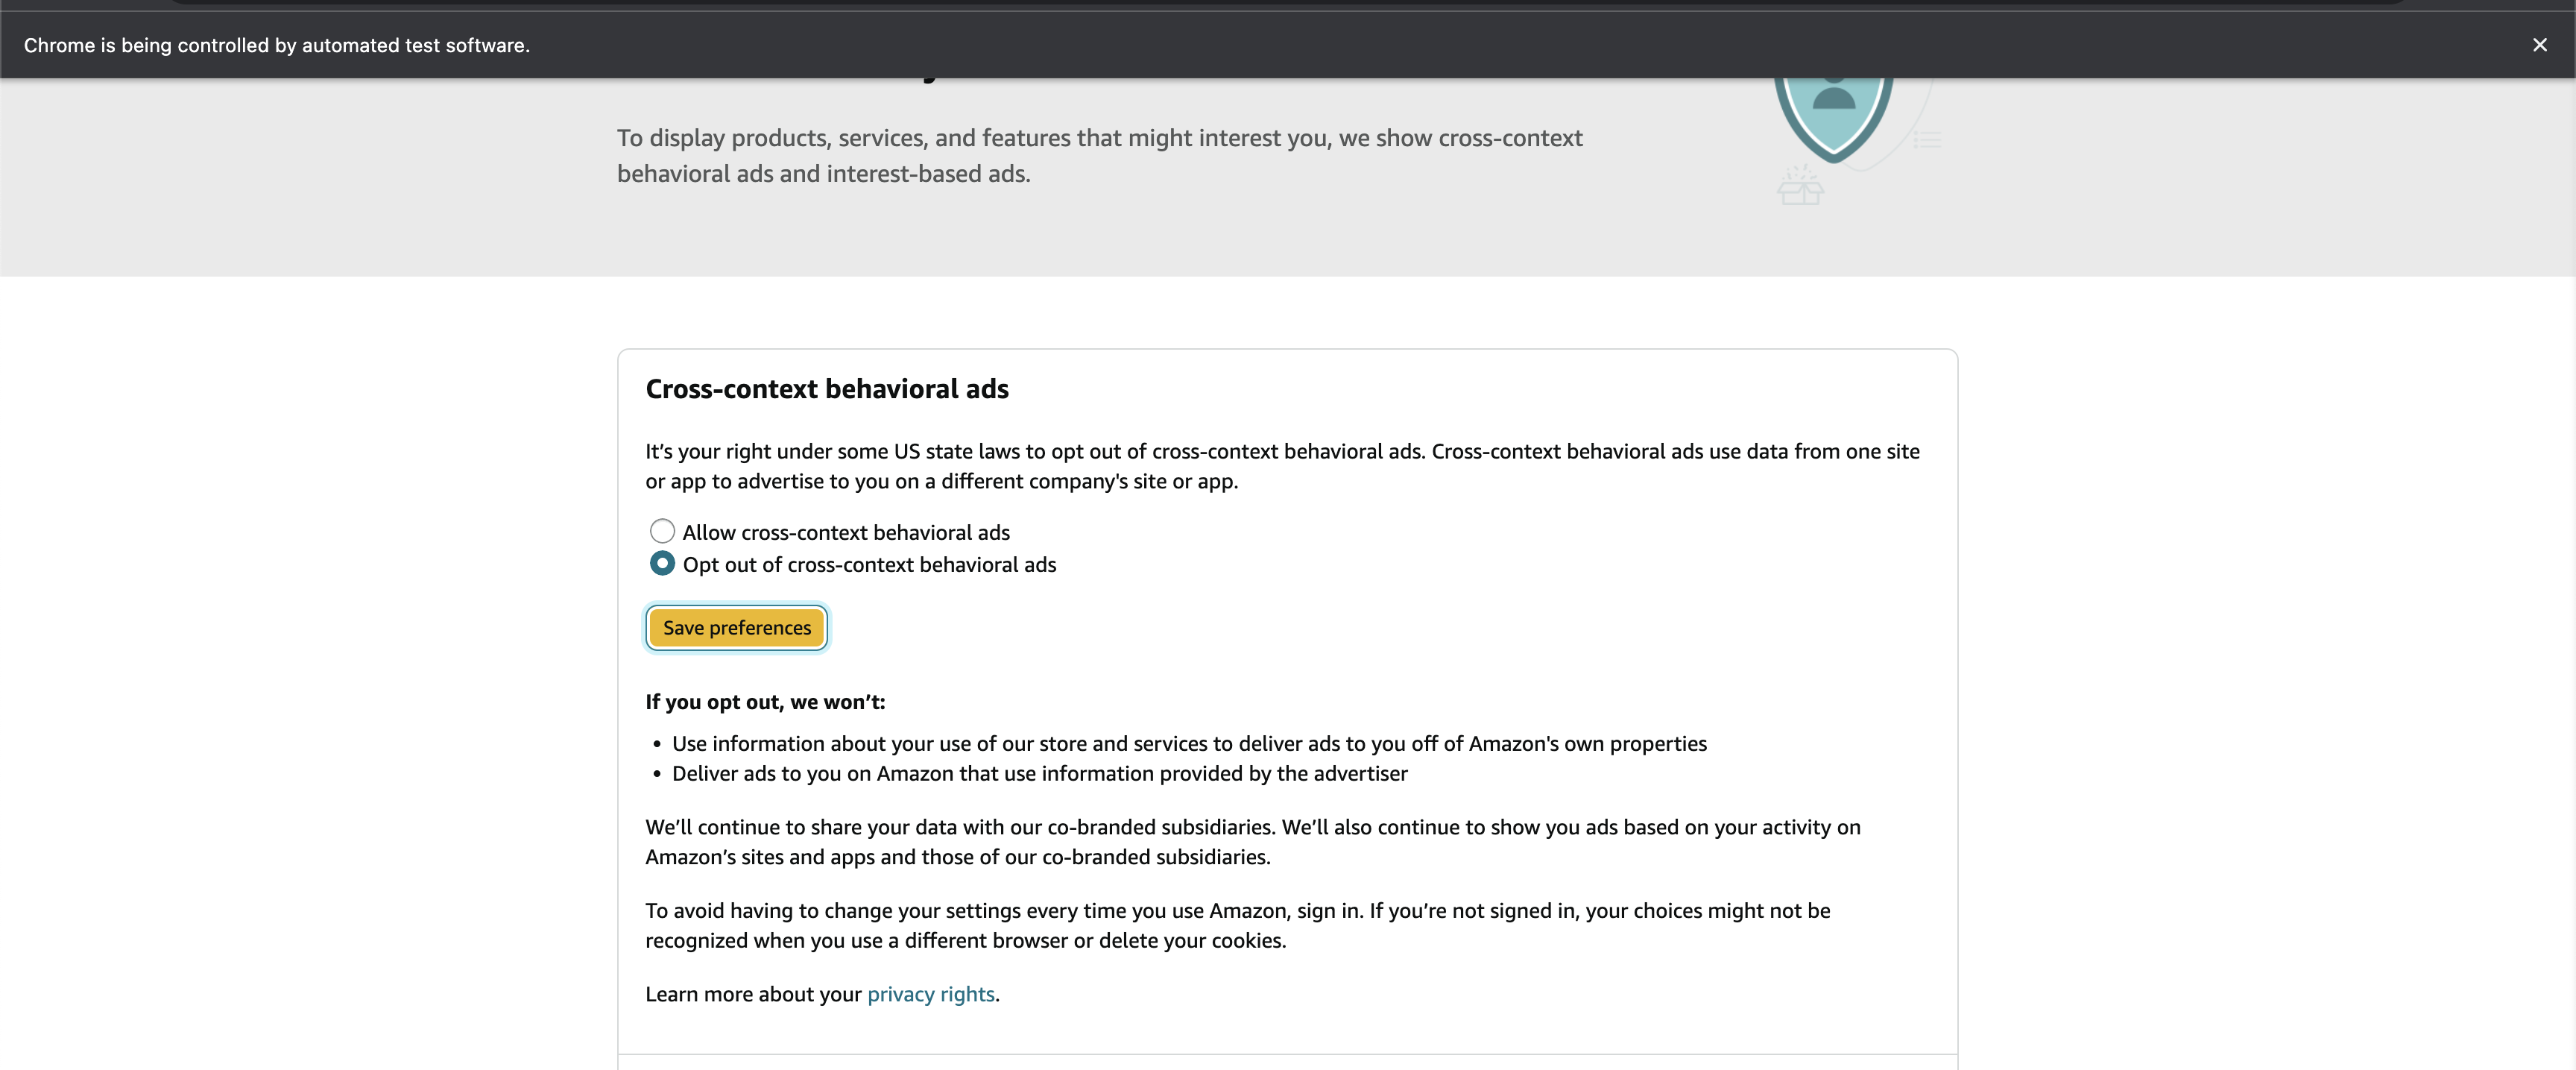 Chrome is being controlled by automated test software.
To display products, services, and features that might interest you, we show cross-context
behavioral ads and interest-based ads.
Cross-context behavioral ads
It’s your right under some US state laws to opt out of cross-context behavioral ads. Cross-context behavioral ads use data from one site
or app to advertise to you on a different company's site or app.
Allow cross-context behavioral ads
Opt out of cross-context behavioral ads
Save preferences
If you opt out, we won’t:
• Use information about your use of our store and services to deliver ads to you off of Amazon's own properties
• Deliver ads to you on Amazon that use information provided by the advertiser
We’ll continue to share your data with our co-branded subsidiaries. We’ll also continue to show you ads based on your activity on
Amazon’s sites and apps and those of our co-branded subsidiaries.
To avoid having to change your settings every time you use Amazon, sign in. If you’re not signed in, your choices might not be
recognized when you use a different browser or delete your cookies.
Learn more about your privacy rights.